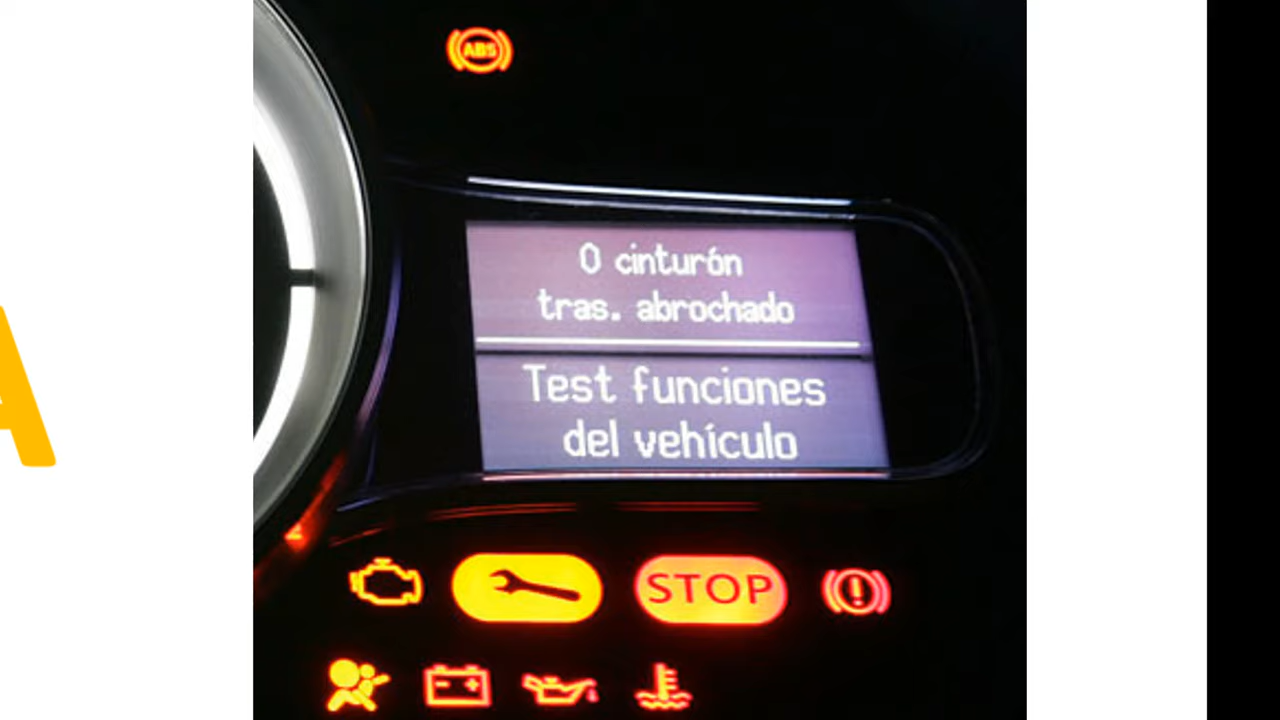 A
ABS
0 cinturón
tras. abrochado
Test funciones
del vehículo
STOP